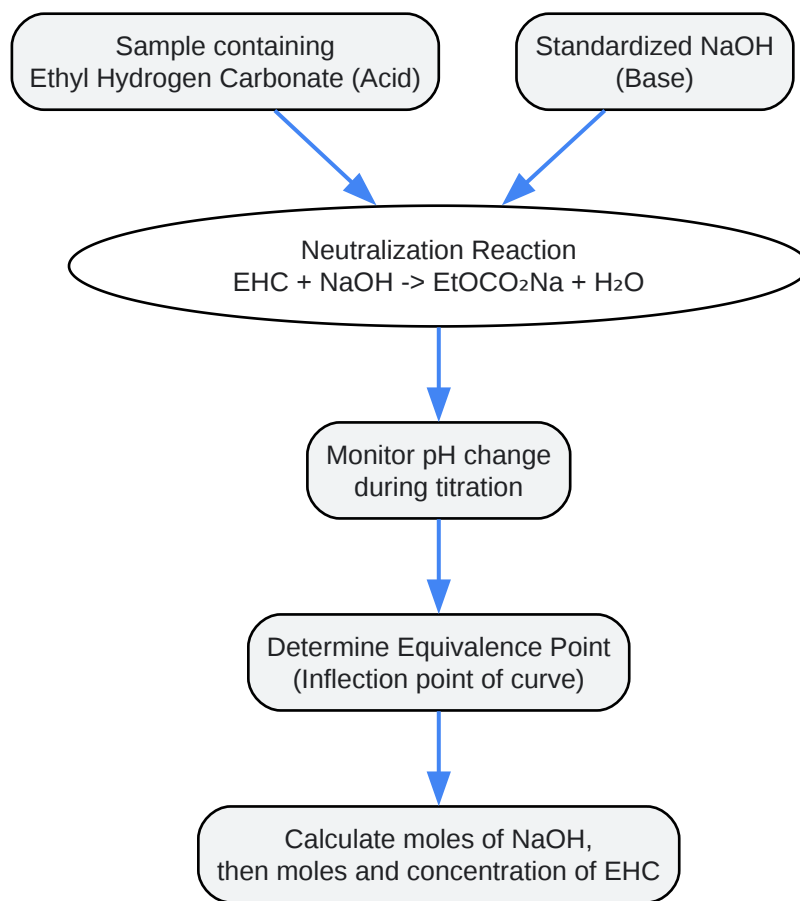 Sample containing
Ethyl Hydrogen Carbonate (Acid)
Standardized NaOH
(Base)
Neutralization Reaction
EHC + NaOH -> EtOCO₂Na + H₂O
Monitor pH change
during titration
Determine Equivalence Point
(Inflection point of curve)
Calculate moles of NaOH,
then moles and concentration of EHC